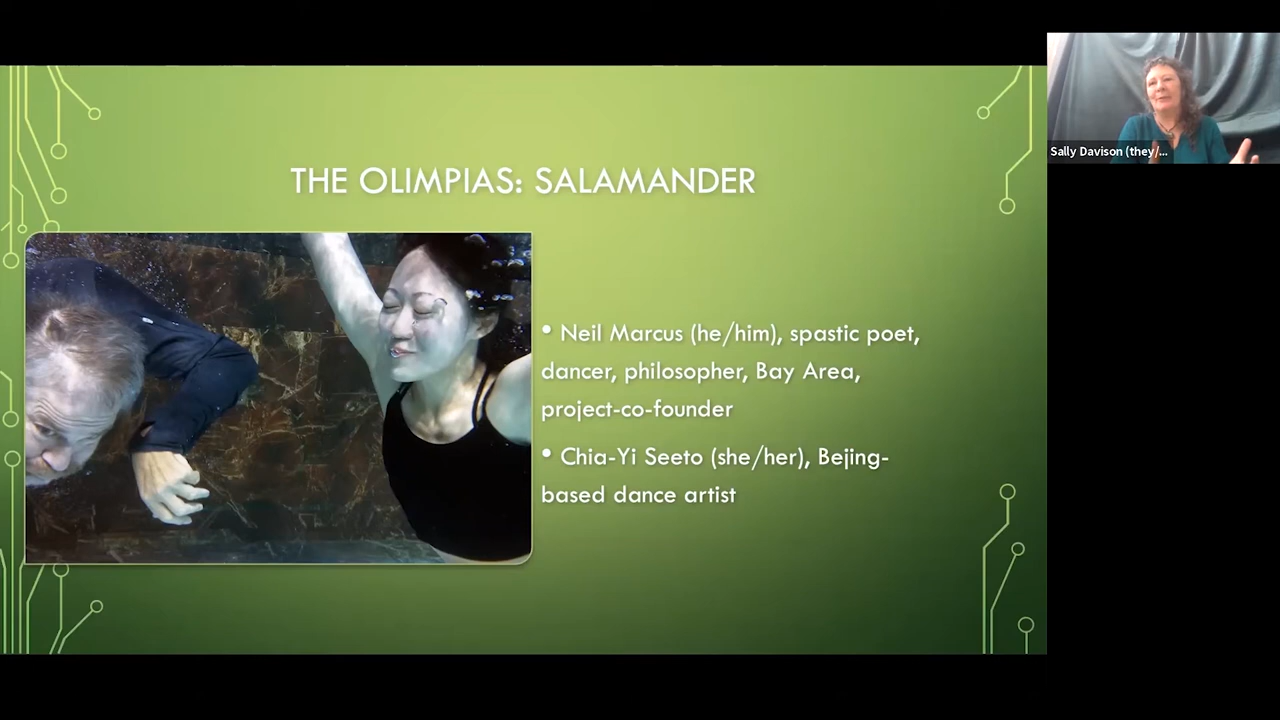 THE OLIMPIAS: SALAMANDER
• Neil Marcus (he/him), spastic poet,
dancer, philosopher, Bay Area,
project-co-founder
• Chia-Yi Seeto (she/her), Bejing-
based dance artist
Sally Davison (they/...